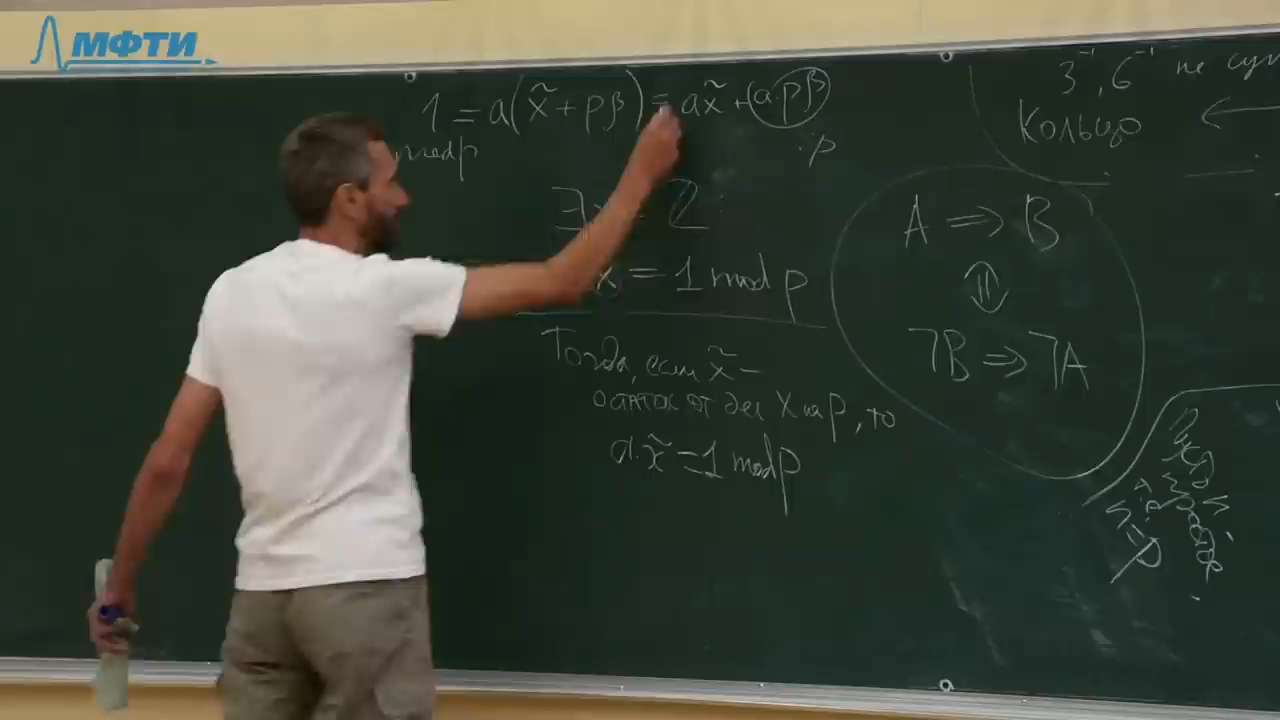 МФТИ
1 = a(x̃ + pβ) = ax̃ + (a·pβ)
mod p
⋮p
∃x ∈ ℤ
x = 1 mod p
Тогда, если x̃ –
остаток от дел x на p, то
a·x̃ = 1 mod p
3⁻¹, 6⁻¹ не сущ
Кольцо ←
A ⇒ B
⇕
¬B ⇒ ¬A